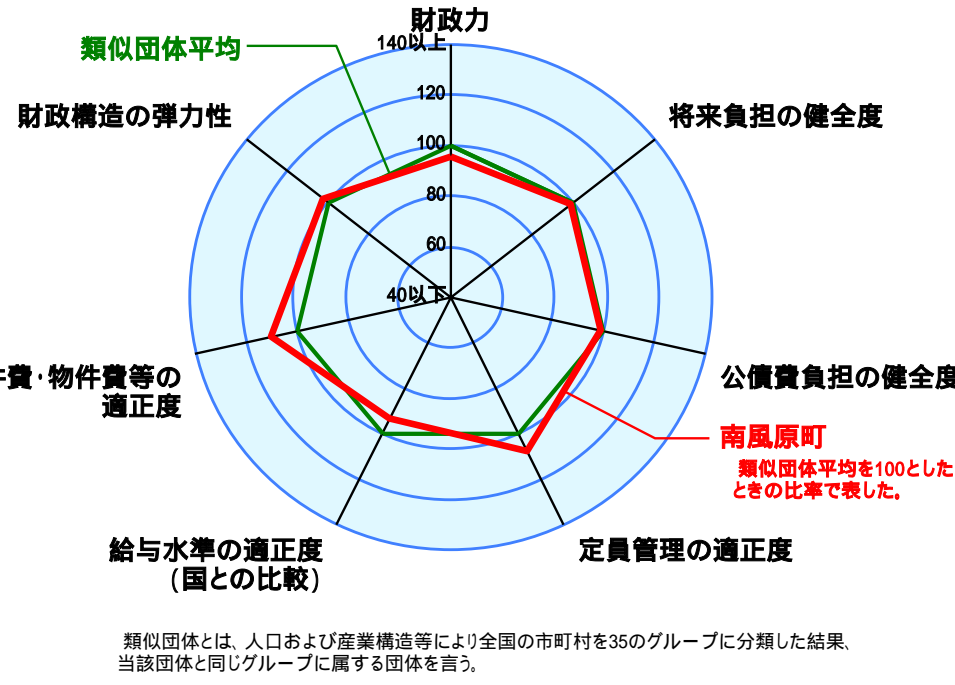 財政力
140以上
類似団体平均
120
財政構造の弾力性
将来負担の健全度
100
80
60
40以下
件費・物件費等の
適正度
公債費負担の健全度
南風原町
類似団体平均を100とした
ときの比率で表した。
給与水準の適正度
(国との比較)
定員管理の適正度
類似団体とは、人口および産業構造等により全国の市町村を35のグループに分類した結果、
当該団体と同じグループに属する団体を言う。